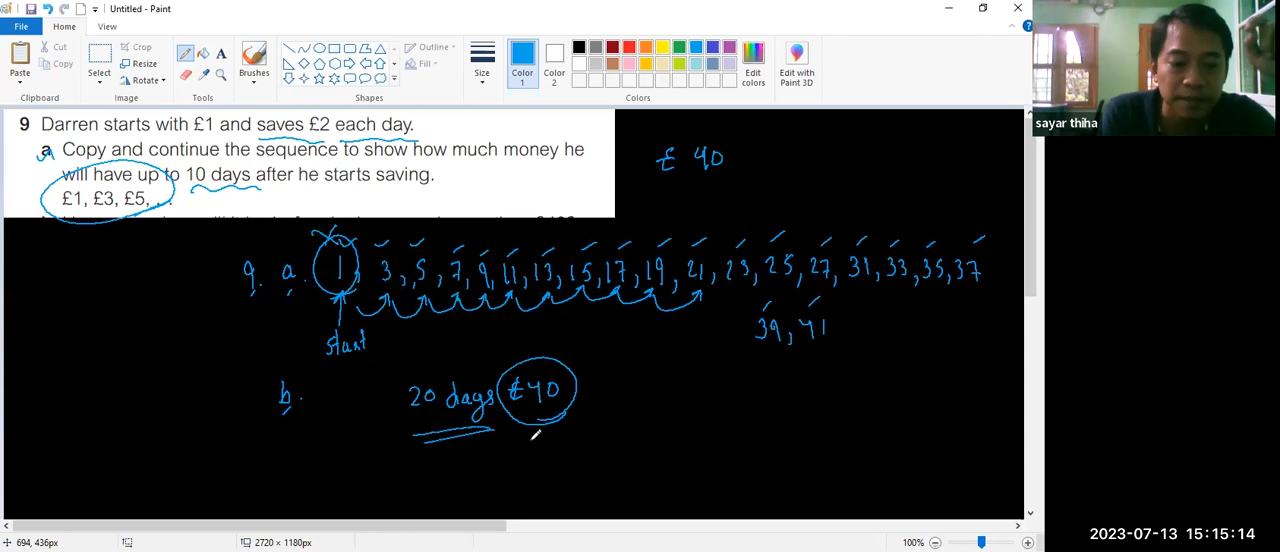 Untitled - Paint
File Home View
Paste Cut Copy Select Crop Resize Rotate Brushes Outline Fill Size Color 1 Color 2 Edit colors Edit with Paint 3D
Clipboard Image Tools Shapes Colors
sayar thiha
9 Darren starts with £1 and saves £2 each day.
a Copy and continue the sequence to show how much money he
will have up to 10 days after he starts saving.
£1, £3, £5, ...
£ 40
9. a. 1, 3, 5, 7, 9, 11, 13, 15, 17, 19, 21, 23, 25, 27, 31, 33, 35, 37
39, 41
start
b. 20 days £40
694, 436px 2720 × 1180px 100%
2023-07-13 15:15:14